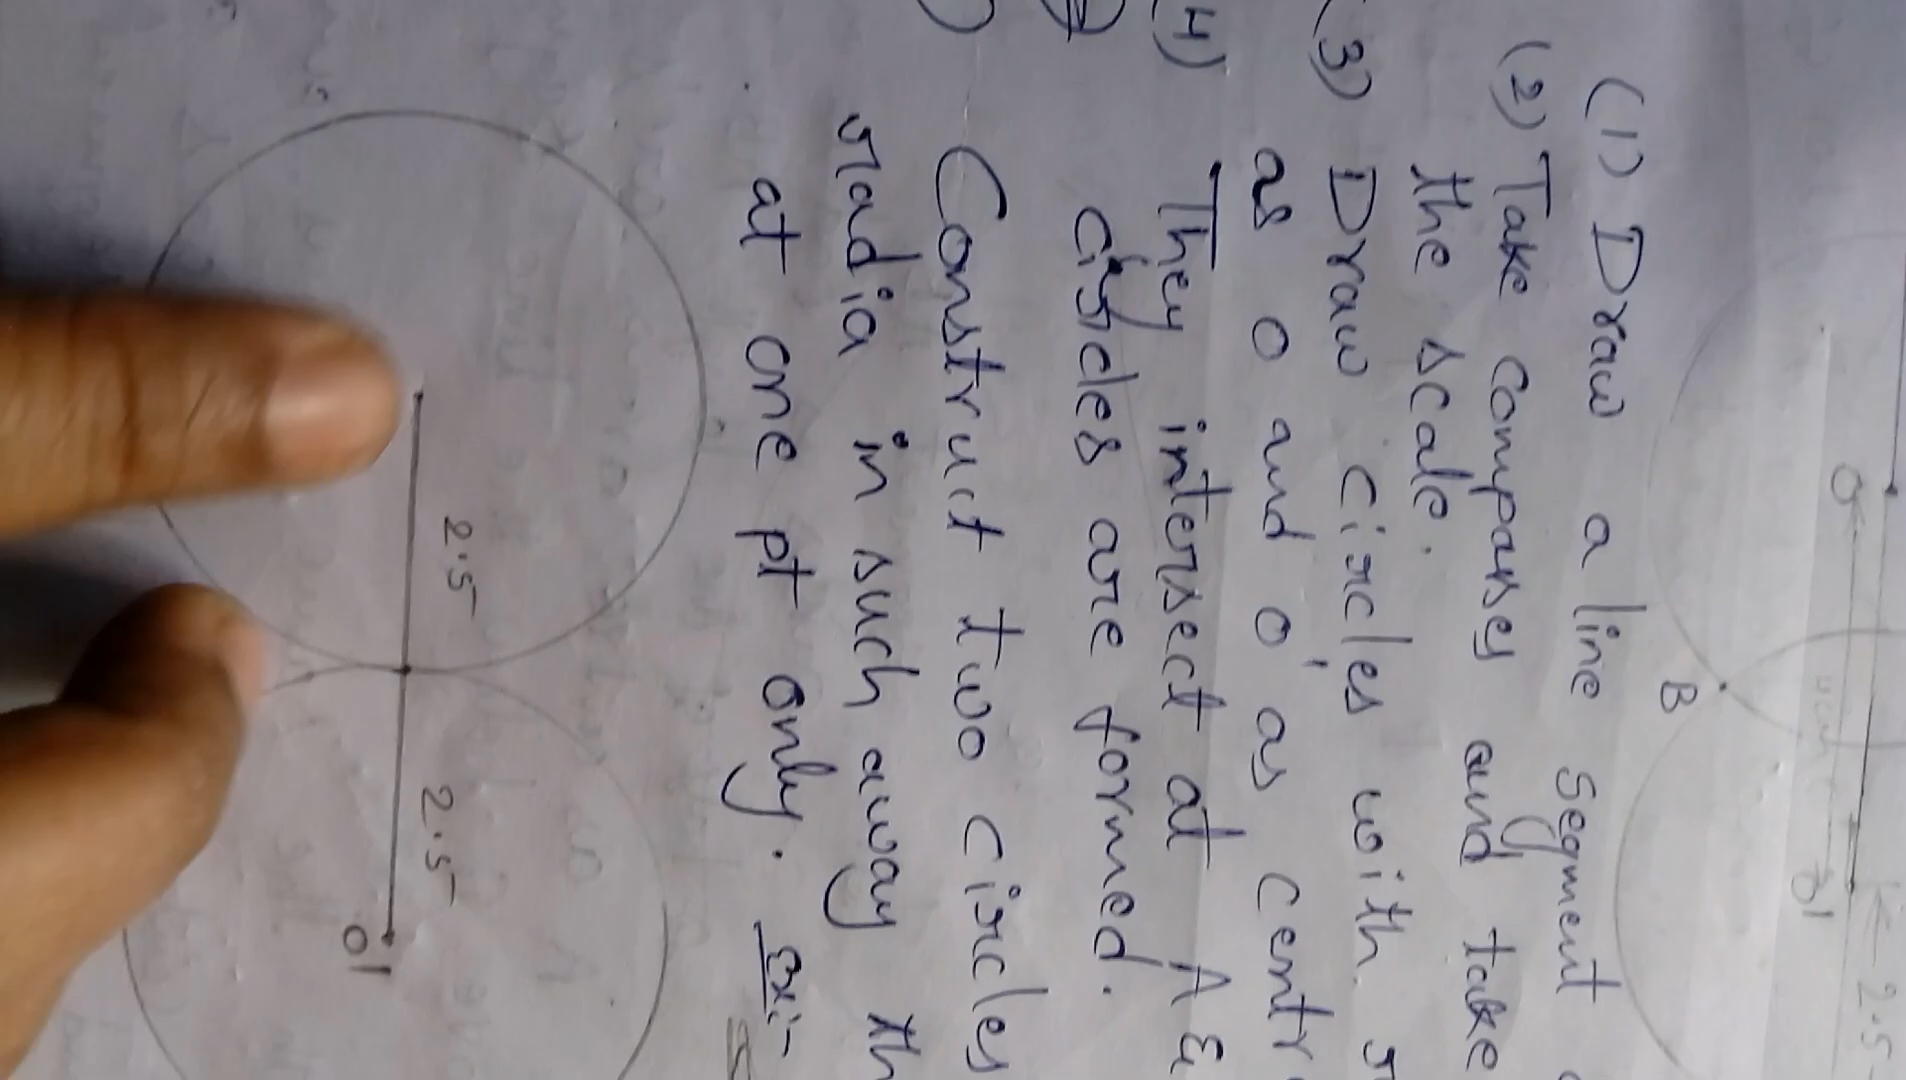 O
O'
2.5
B
(1) Draw a line segment
(2) Take compasses and take
the scale.
(3) Draw circles with r
as O and O' as centr
(4) They intersect at A &
circles are formed.
Construct two circles
radia in such away th
at one pt only. Ex:-
2.5
2.5
O'